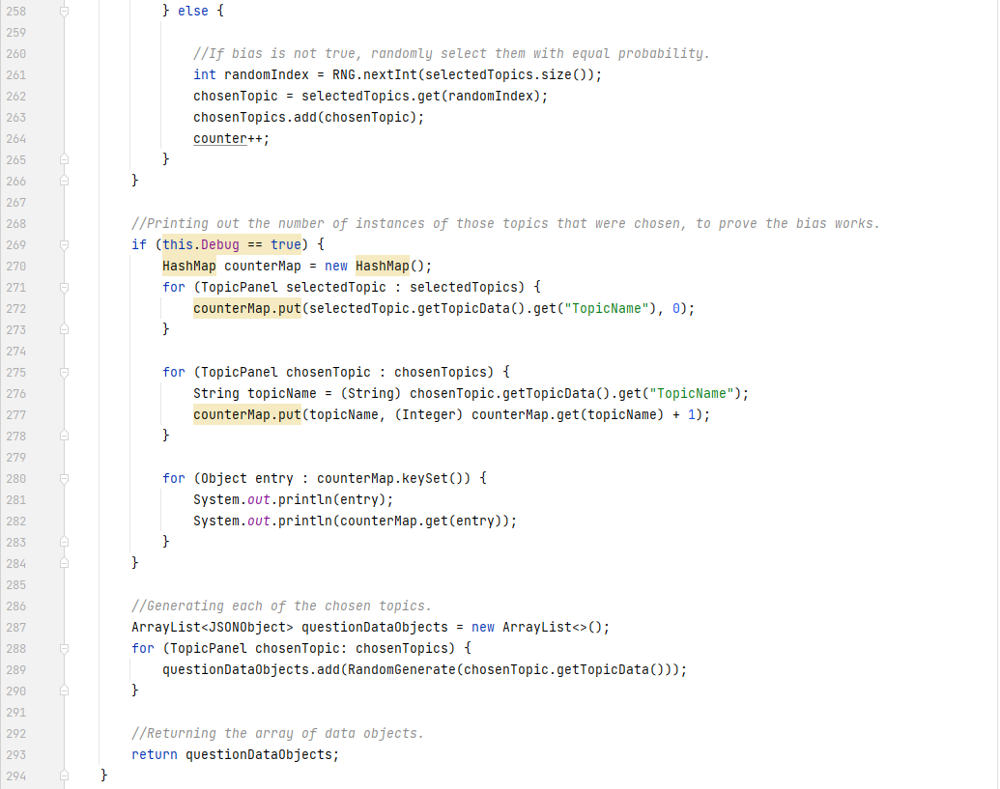 258 } else {
259
260 //If bias is not true, randomly select them with equal probability.
261 int randomIndex = RNG.nextInt(selectedTopics.size());
262 chosenTopic = selectedTopics.get(randomIndex);
263 chosenTopics.add(chosenTopic);
264 counter++;
265 }
266 }
267
268 //Printing out the number of instances of those topics that were chosen, to prove the bias works.
269 if (this.Debug == true) {
270 HashMap counterMap = new HashMap();
271 for (TopicPanel selectedTopic : selectedTopics) {
272 counterMap.put(selectedTopic.getTopicData().get("TopicName"), 0);
273 }
274
275 for (TopicPanel chosenTopic : chosenTopics) {
276 String topicName = (String) chosenTopic.getTopicData().get("TopicName");
277 counterMap.put(topicName, (Integer) counterMap.get(topicName) + 1);
278 }
279
280 for (Object entry : counterMap.keySet()) {
281 System.out.println(entry);
282 System.out.println(counterMap.get(entry));
283 }
284 }
285
286 //Generating each of the chosen topics.
287 ArrayList<JSONObject> questionDataObjects = new ArrayList<>();
288 for (TopicPanel chosenTopic: chosenTopics) {
289 questionDataObjects.add(RandomGenerate(chosenTopic.getTopicData()));
290 }
291
292 //Returning the array of data objects.
293 return questionDataObjects;
294 }